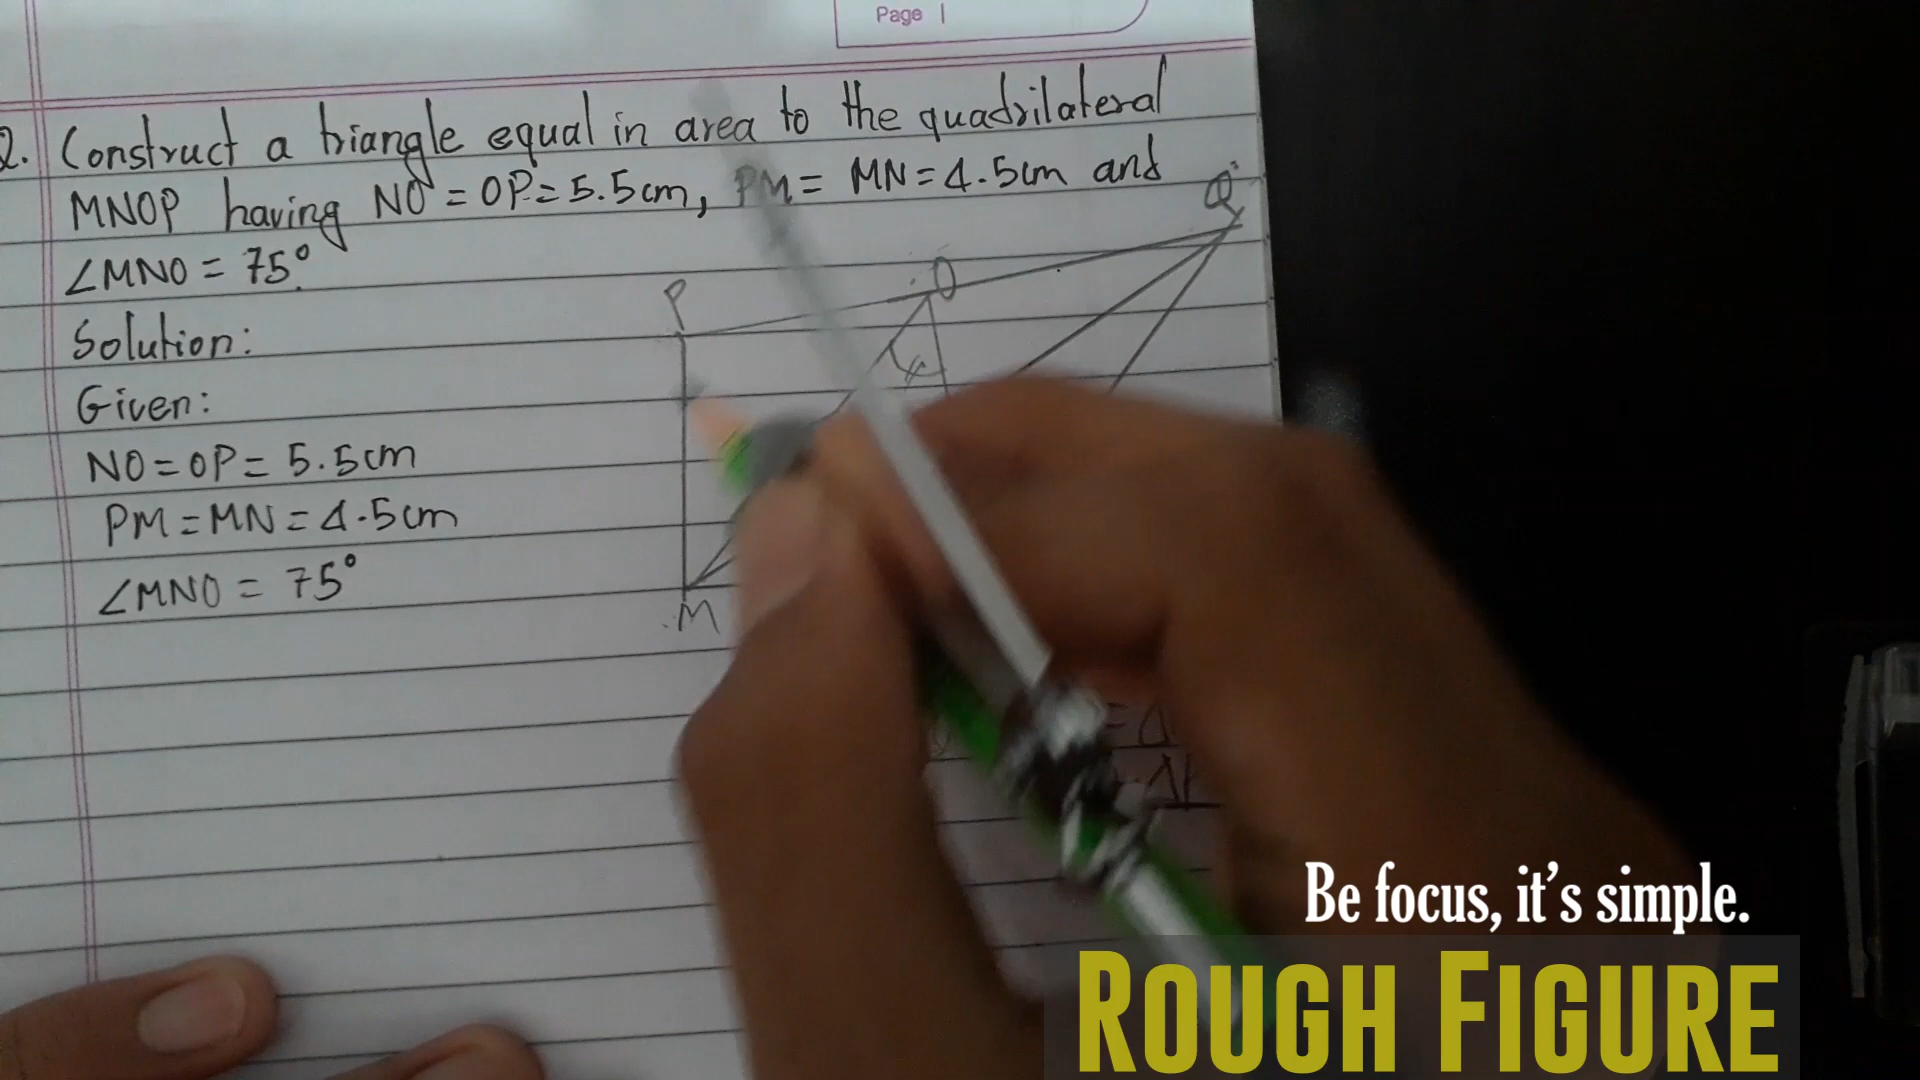 Page 1
2. Construct a triangle equal in area to the quadrilateral
MNOP having NO = OP = 5.5cm, PM = MN = 4.5cm and
∠MNO = 75°.
Solution:
Given:
NO = OP = 5.5cm
PM = MN = 4.5cm
∠MNO = 75°
Q
O
P
M
Be focus, it's simple.
ROUGH FIGURE